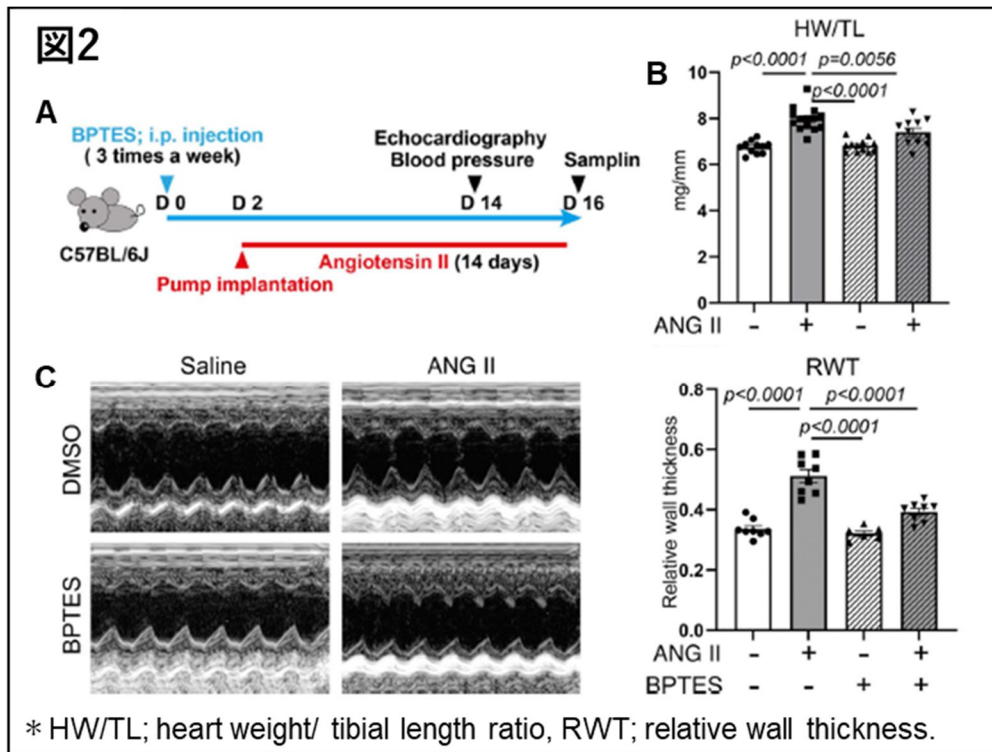 図2
A
BPTES; i.p. injection
( 3 times a week)
Echocardiography
Blood pressure
Samplin
D 0
D 2
D 14
D 16
C57BL/6J
Angiotensin II (14 days)
Pump implantation
B
HW/TL
p<0.0001
p=0.0056
p<0.0001
mg/mm
10
8
6
4
2
0
ANG II
-
+
-
+
C
Saline
ANG II
DMSO
BPTES
RWT
p<0.0001
p<0.0001
p<0.0001
Relative wall thickness
0.8
0.6
0.4
0.2
0.0
ANG II
-
+
-
+
BPTES
-
-
+
+
* HW/TL; heart weight/ tibial length ratio, RWT; relative wall thickness.